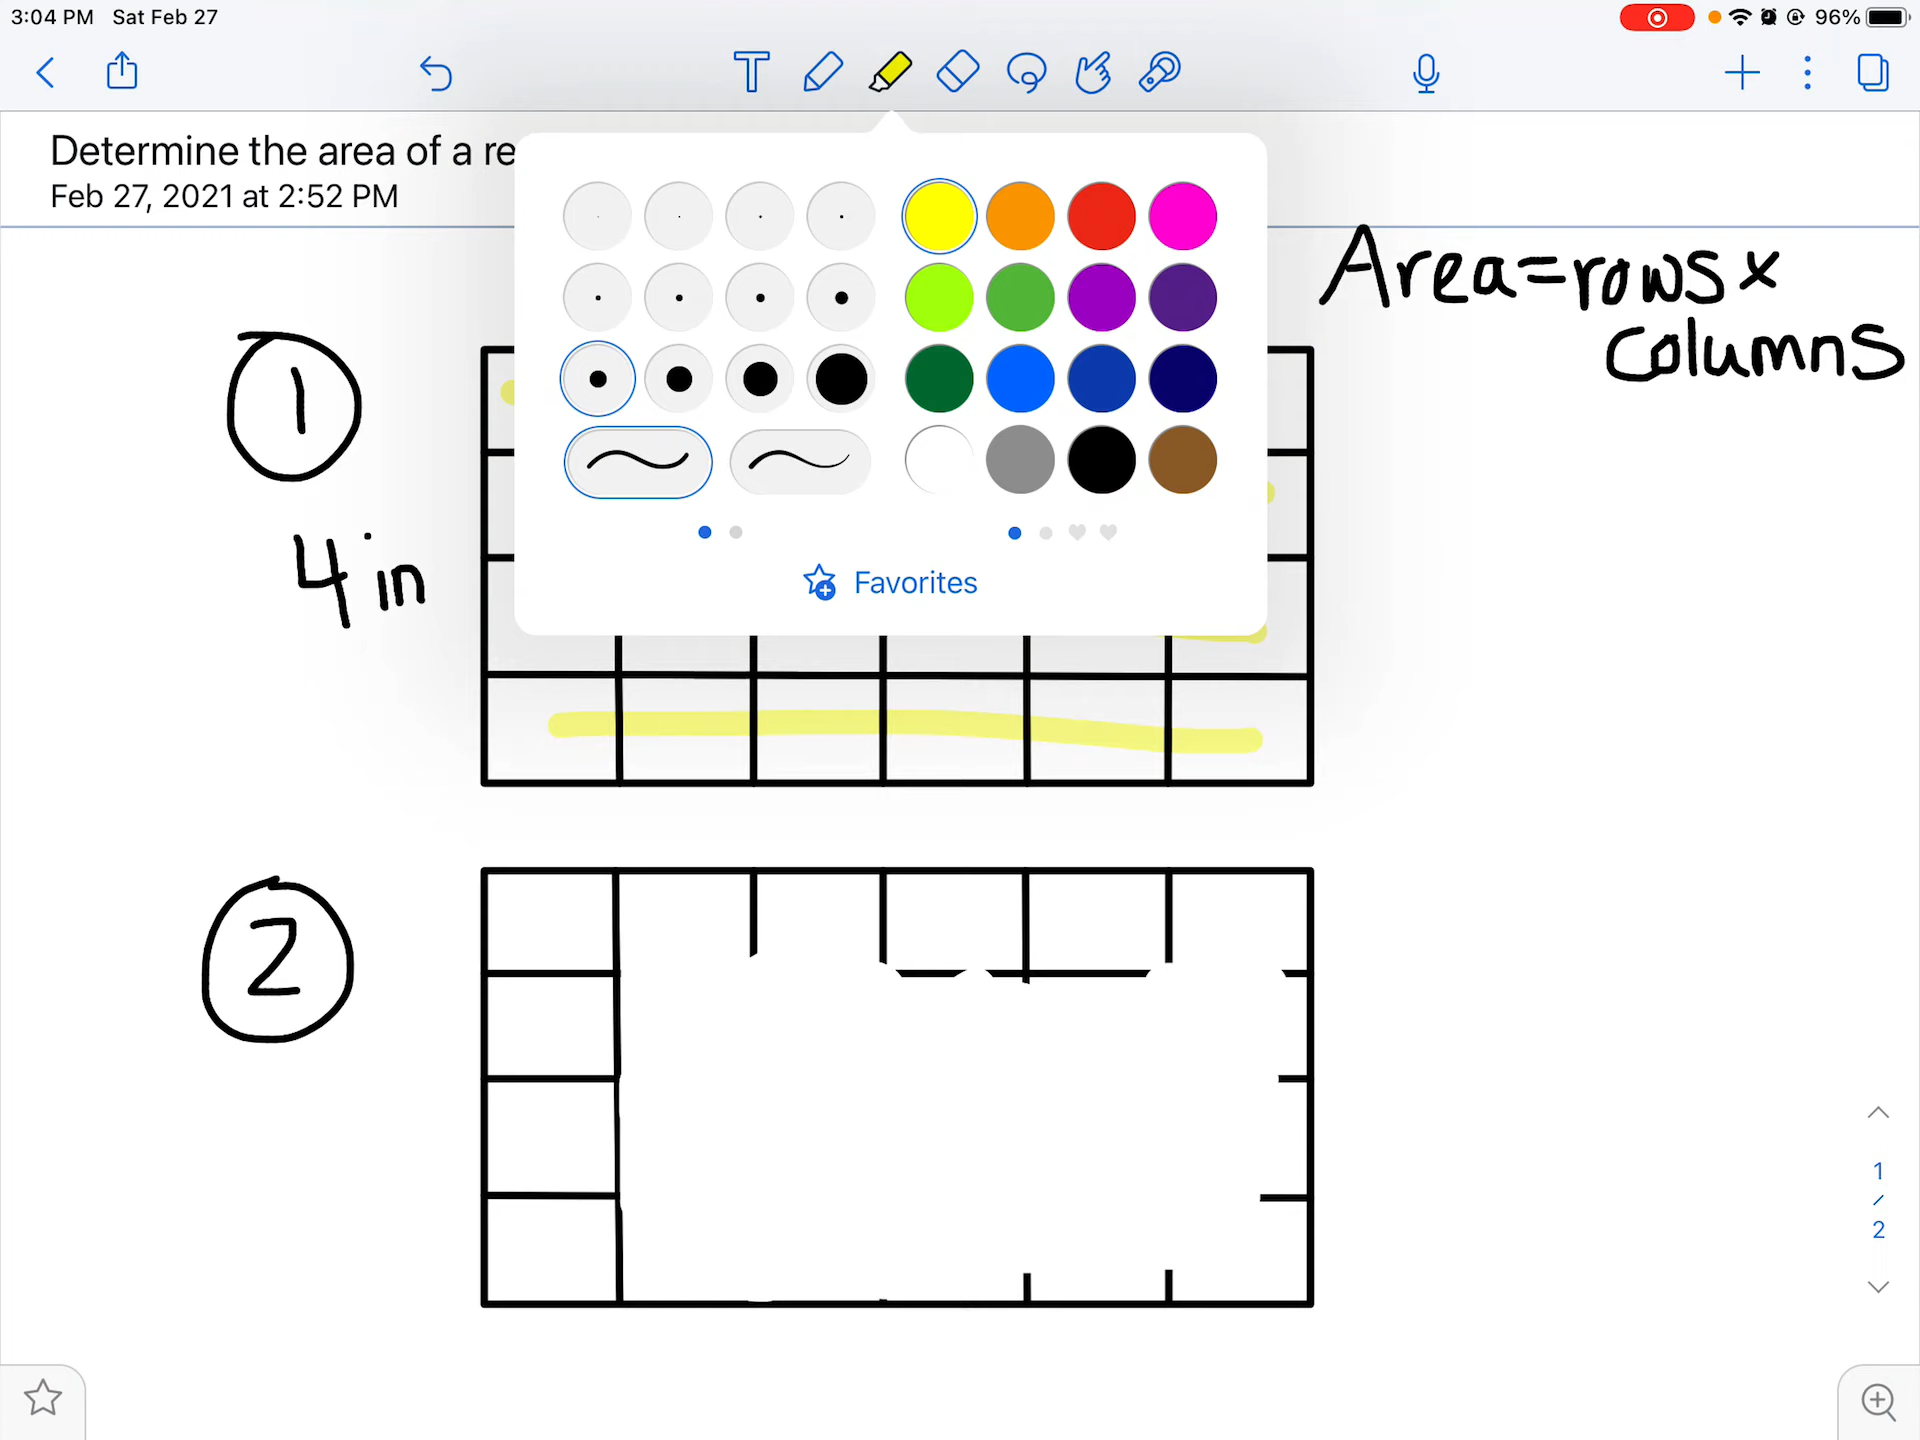 3:04 PM Sat Feb 27
96%
T
Determine the area of a re
Feb 27, 2021 at 2:52 PM
Area=rows x
columns
1
4 in
Favorites
2
1
/
2